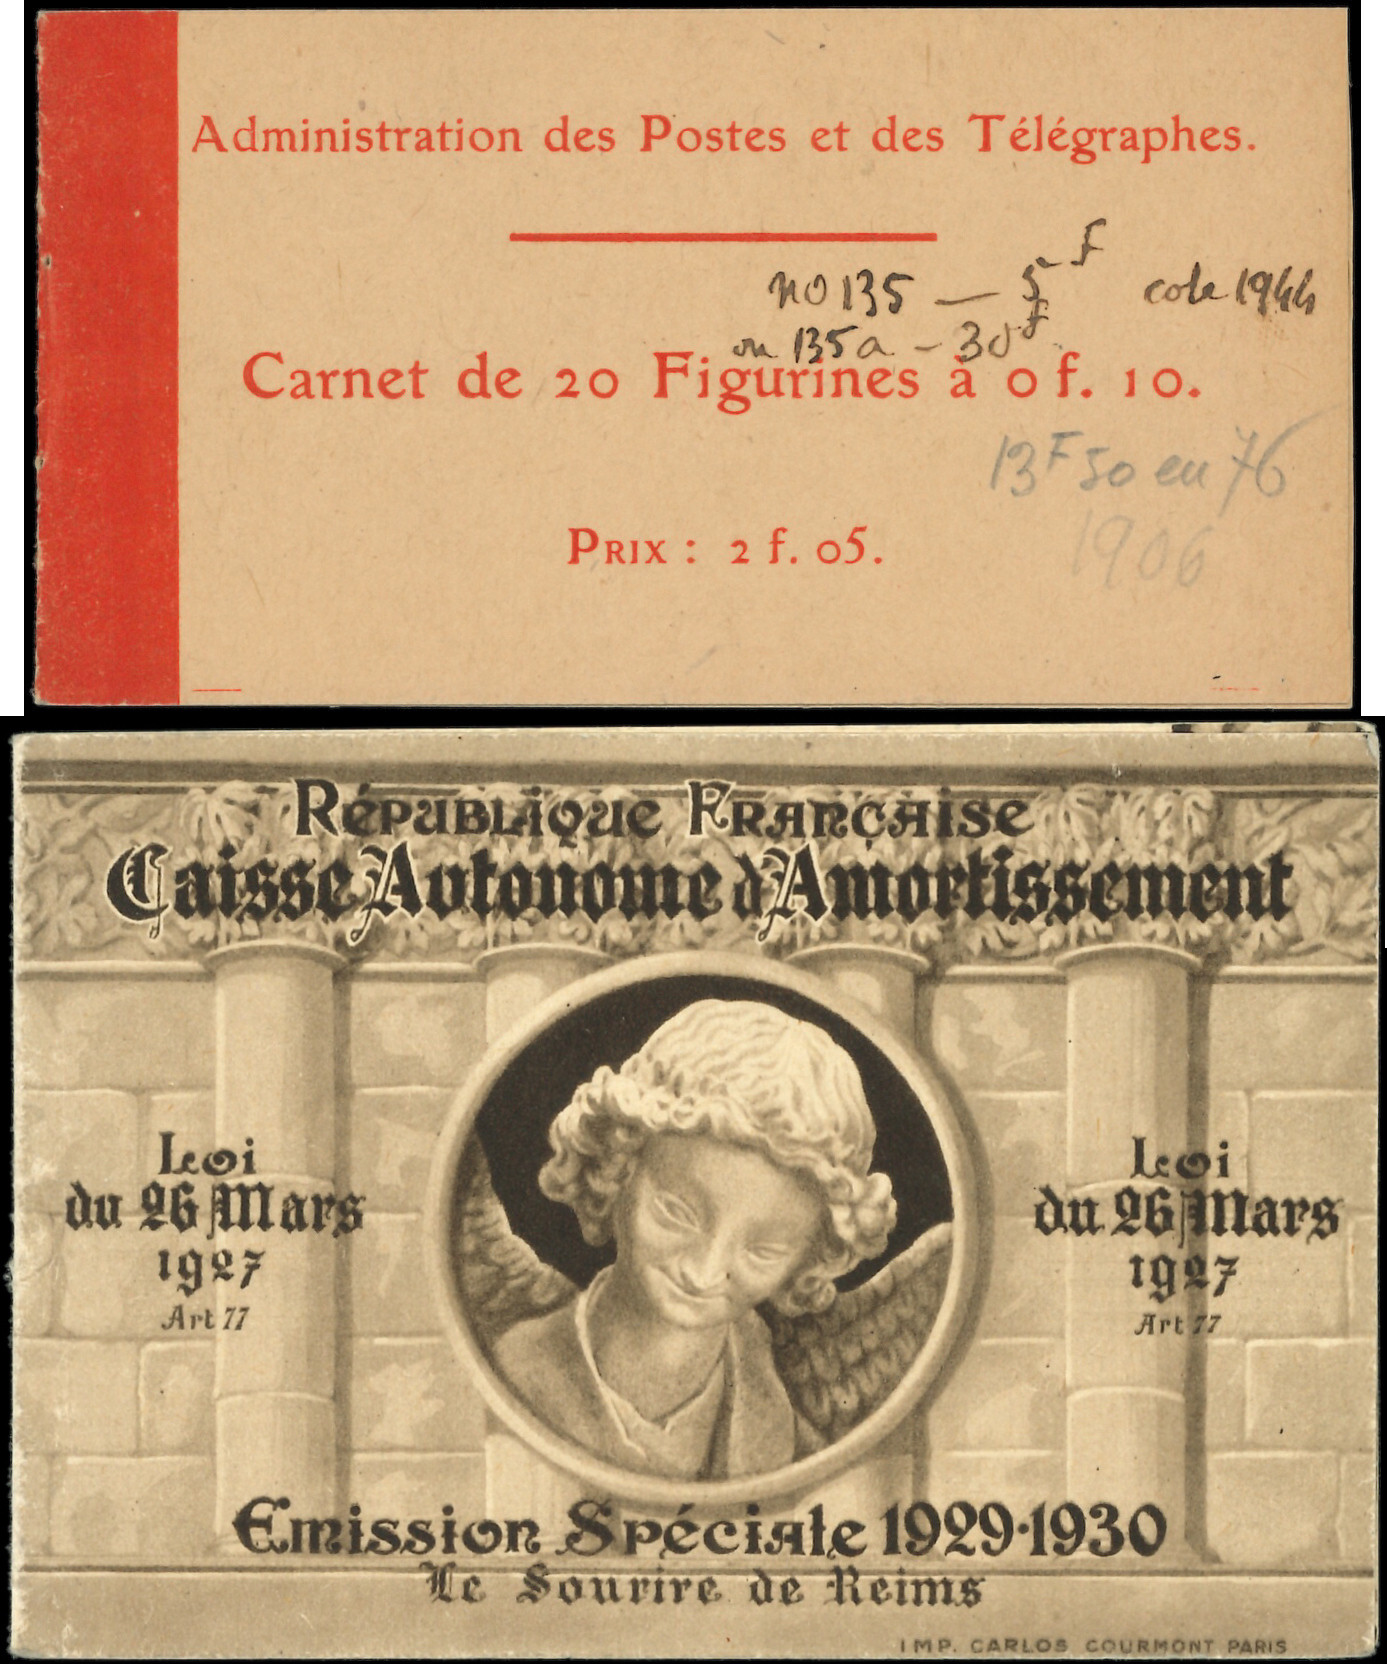 Administration des Postes et des Télégraphes.
no 135 — 5F cote 1944
ou 135a — 30f
Carnet de 20 Figurines à 0 f. 10.
13F50 en 76
PRIX : 2 f. 05.
1906
République Française
Caisse Autonome d'Amortissement
Loi
du 26 Mars
1927
Art 77
Loi
du 26 Mars
1927
Art 77
Emission Spéciale 1929-1930
Le Sourire de Reims
IMP. CARLOS COURMONT PARIS